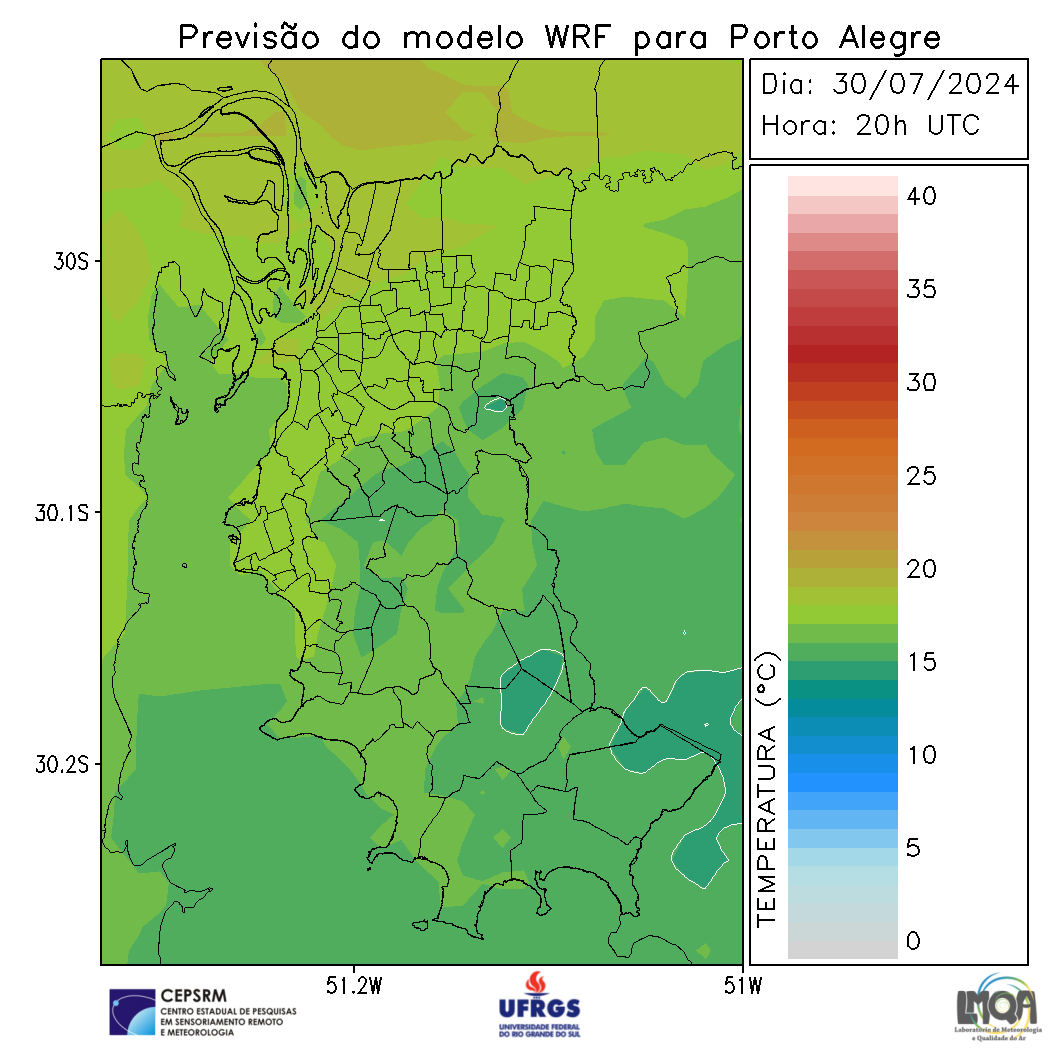 Previsão do modelo WRF para Porto Alegre
Dia: 30/07/2024
Hora: 20h UTC
30S
30.1S
30.2S
51.2W
51W
TEMPERATURA (°C)
40
35
30
25
20
15
10
5
0
CEPSRM
CENTRO ESTADUAL DE PESQUISAS
EM SENSORIAMENTO REMOTO
E METEOROLOGIA
UFRGS
UNIVERSIDADE FEDERAL
DO RIO GRANDE DO SUL
LMQA
Laboratório de Meteorologia
e Qualidade do Ar